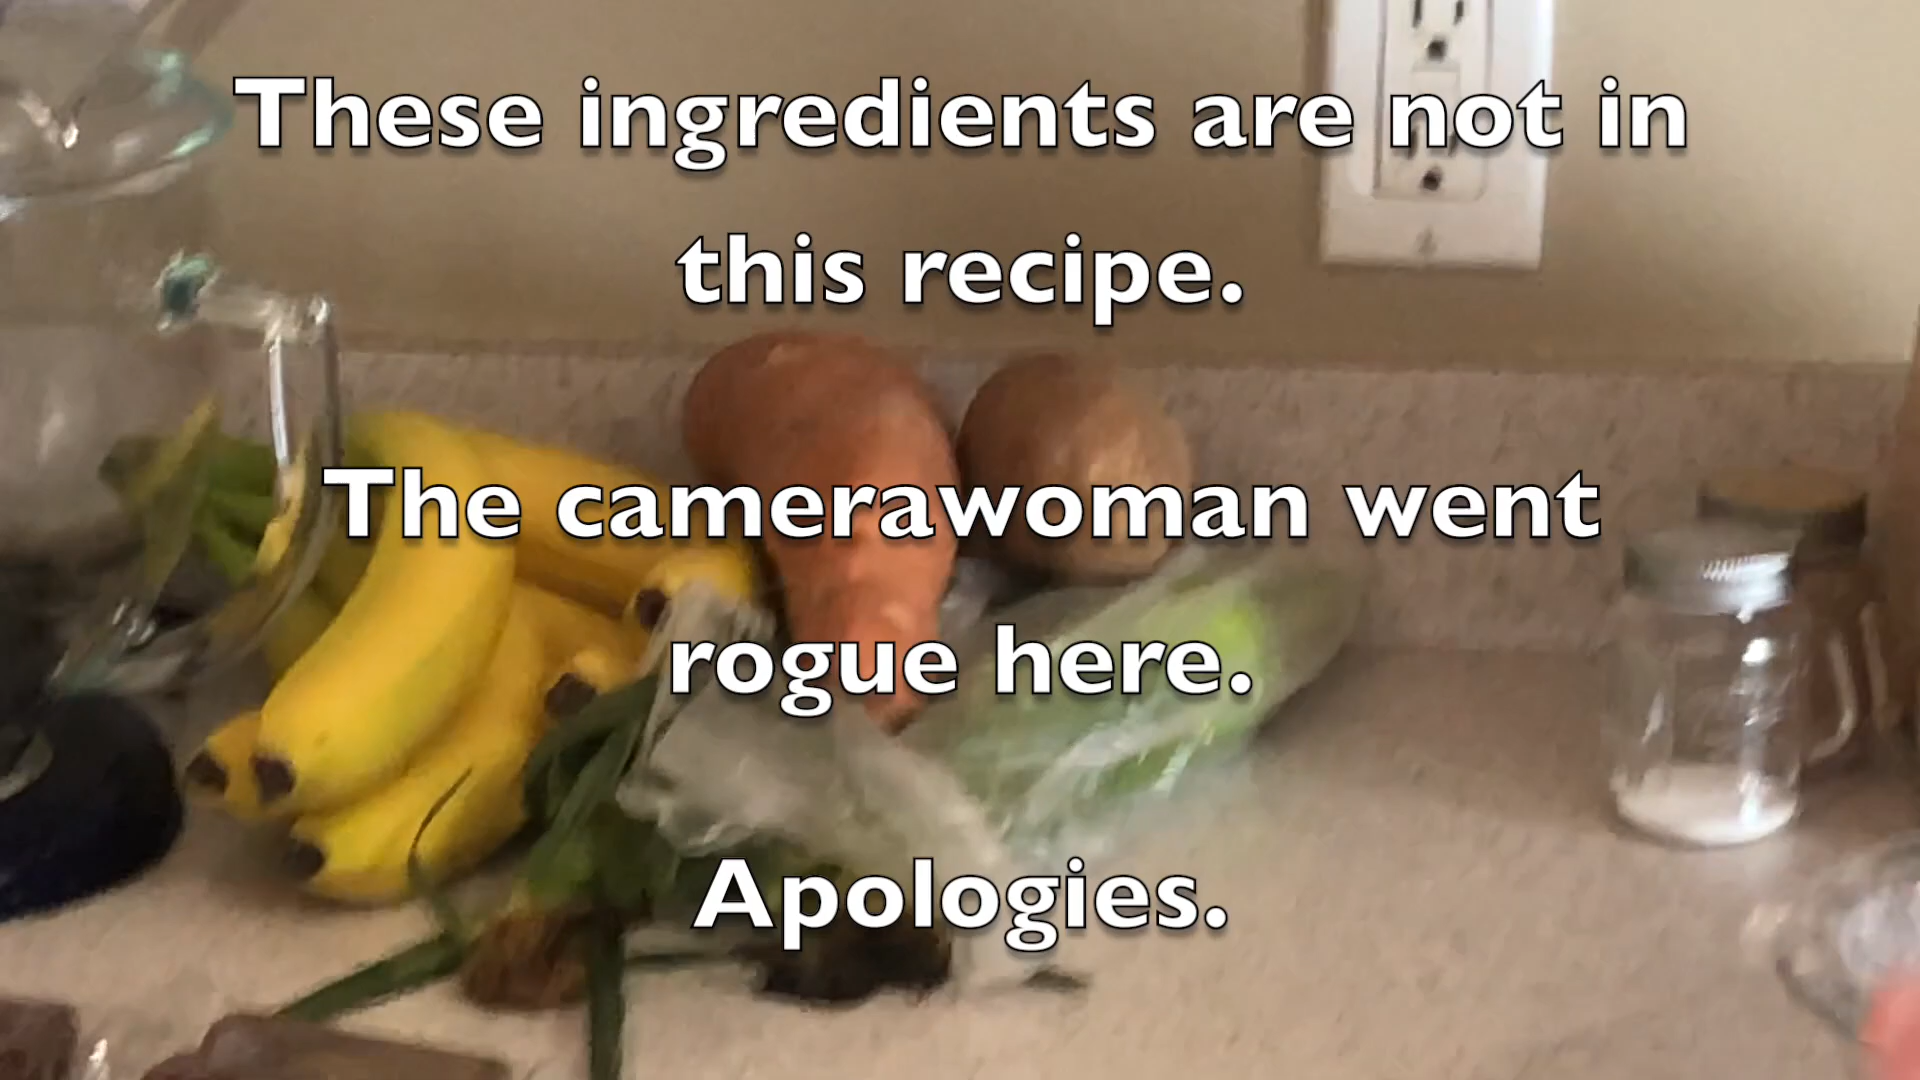 These ingredients are not in
this recipe.
The camerawoman went
rogue here.
Apologies.